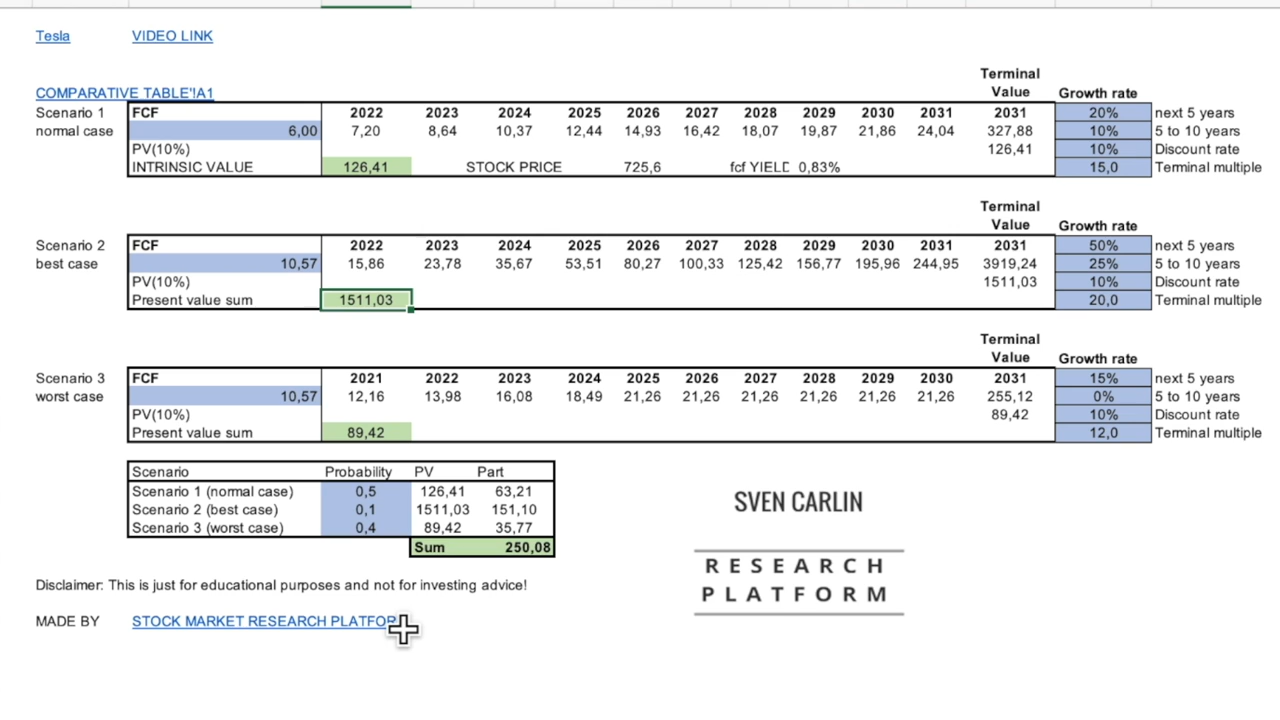 Tesla VIDEO LINK
Terminal
COMPARATIVE TABLE'!A1 Value Growth rate
Scenario 1 FCF 2022 2023 2024 2025 2026 2027 2028 2029 2030 2031 2031 20% next 5 years
normal case 6,00 7,20 8,64 10,37 12,44 14,93 16,42 18,07 19,87 21,86 24,04 327,88 10% 5 to 10 years
PV(10%) 126,41 10% Discount rate
INTRINSIC VALUE 126,41 STOCK PRICE 725,6 fcf YIELD 0,83% 15,0 Terminal multiple
Terminal
Value Growth rate
Scenario 2 FCF 2022 2023 2024 2025 2026 2027 2028 2029 2030 2031 2031 50% next 5 years
best case 10,57 15,86 23,78 35,67 53,51 80,27 100,33 125,42 156,77 195,96 244,95 3919,24 25% 5 to 10 years
PV(10%) 1511,03 10% Discount rate
Present value sum 1511,03 20,0 Terminal multiple
Terminal
Value Growth rate
Scenario 3 FCF 2021 2022 2023 2024 2025 2026 2027 2028 2029 2030 2031 15% next 5 years
worst case 10,57 12,16 13,98 16,08 18,49 21,26 21,26 21,26 21,26 21,26 21,26 255,12 0% 5 to 10 years
PV(10%) 89,42 10% Discount rate
Present value sum 89,42 12,0 Terminal multiple
Scenario Probability PV Part
Scenario 1 (normal case) 0,5 126,41 63,21
Scenario 2 (best case) 0,1 1511,03 151,10
Scenario 3 (worst case) 0,4 89,42 35,77
Sum 250,08
SVEN CARLIN
RESEARCH
PLATFORM
Disclaimer: This is just for educational purposes and not for investing advice!
MADE BY STOCK MARKET RESEARCH PLATFOR